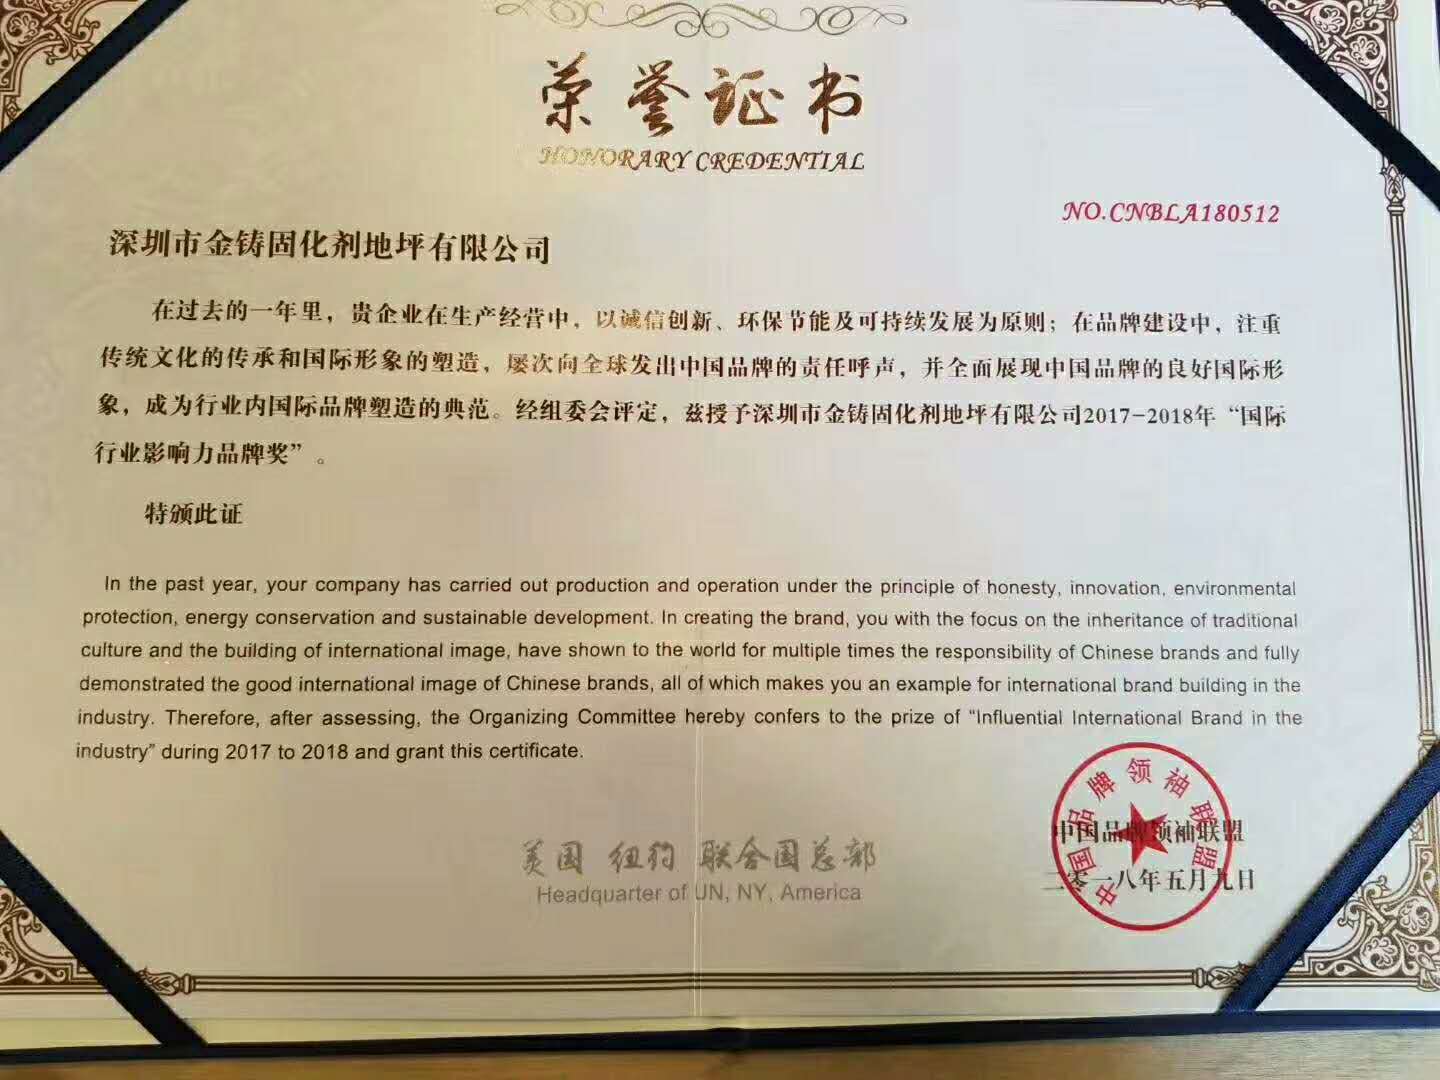 荣誉证书
HONORARY CREDENTIAL
NO.CNBLA180512
深圳市金铸固化剂地坪有限公司
在过去的一年里，贵企业在生产经营中，以诚信创新、环保节能及可持续发展为原则；在品牌建设中，注重
传统文化的传承和国际形象的塑造，屡次向全球发出中国品牌的责任呼声，并全面展现中国品牌的良好国际形
象，成为行业内国际品牌塑造的典范。经组委会评定，兹授予深圳市金铸固化剂地坪有限公司2017-2018年“国际
行业影响力品牌奖”。
特颁此证
In the past year, your company has carried out production and operation under the principle of honesty, innovation, environmental
protection, energy conservation and sustainable development. In creating the brand, you with the focus on the inheritance of traditional
culture and the building of international image, have shown to the world for multiple times the responsibility of Chinese brands and fully
demonstrated the good international image of Chinese brands, all of which makes you an example for international brand building in the
industry. Therefore, after assessing, the Organizing Committee hereby confers to the prize of “Influential International Brand in the
industry” during 2017 to 2018 and grant this certificate.
中国品牌领袖联盟
中国品牌领袖联盟
二零一八年五月九日
美国 纽约 联合国总部
Headquarter of UN, NY, America